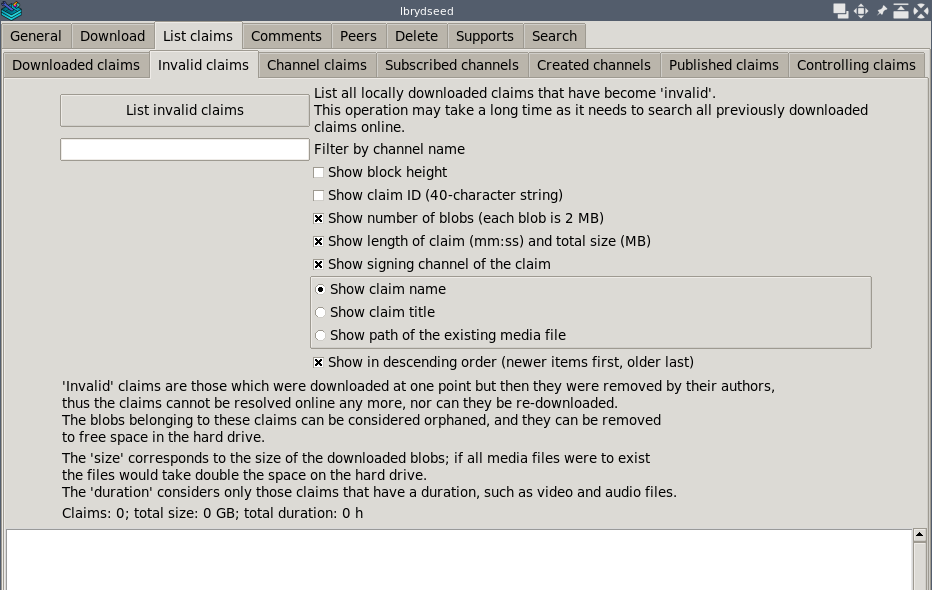 lbrydseed
General Download List claims Comments Peers Delete Supports Search
Downloaded claims Invalid claims Channel claims Subscribed channels Created channels Published claims Controlling claims
List invalid claims
List all locally downloaded claims that have become 'invalid'.
This operation may take a long time as it needs to search all previously downloaded
claims online.
Filter by channel name
Show block height
Show claim ID (40-character string)
Show number of blobs (each blob is 2 MB)
Show length of claim (mm:ss) and total size (MB)
Show signing channel of the claim
Show claim name
Show claim title
Show path of the existing media file
Show in descending order (newer items first, older last)
'Invalid' claims are those which were downloaded at one point but then they were removed by their authors,
thus the claims cannot be resolved online any more, nor can they be re-downloaded.
The blobs belonging to these claims can be considered orphaned, and they can be removed
to free space in the hard drive.
The 'size' corresponds to the size of the downloaded blobs; if all media files were to exist
the files would take double the space on the hard drive.
The 'duration' considers only those claims that have a duration, such as video and audio files.
Claims: 0; total size: 0 GB; total duration: 0 h